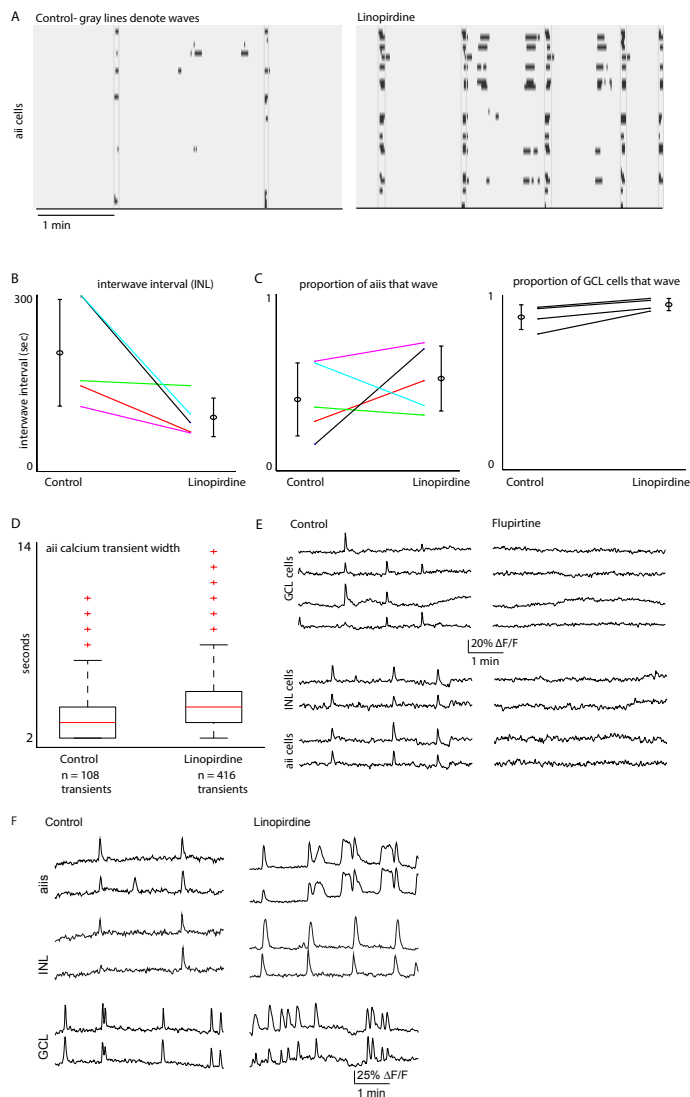 A
Control- gray lines denote waves
Linopirdine
aii cells
1 min
B
interwave interval (INL)
300
interwave interval (sec)
0
Control
Linopirdine
C
proportion of aiis that wave
1
0
Control
Linopirdine
proportion of GCL cells that wave
1
0
Control
Linopirdine
D
14
aii calcium transient width
seconds
2
Control
n = 108
transients
Linopirdine
n = 416
transients
E
Control
Flupirtine
GCL cells
20% ΔF/F
1 min
INL cells
aii cells
F
Control
Linopirdine
aiis
INL
GCL
25% ΔF/F
1 min